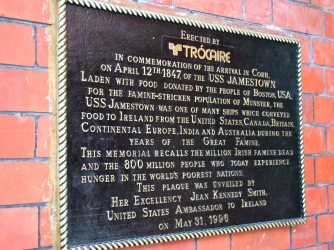 ERECTED BY
TRÓCAIRE
IN COMMEMORATION OF THE ARRIVAL IN COBH,
ON APRIL 12TH 1847, OF THE USS JAMESTOWN.
LADEN WITH FOOD DONATED BY THE PEOPLE OF BOSTON, USA,
FOR THE FAMINE-STRICKEN POPULATION OF MUNSTER, THE
USS JAMESTOWN WAS ONE OF MANY SHIPS WHICH CONVEYED
FOOD TO IRELAND FROM THE UNITED STATES, CANADA, BRITAIN,
CONTINENTAL EUROPE, INDIA AND AUSTRALIA DURING THE
YEARS OF THE GREAT FAMINE.
THIS MEMORIAL RECALLS THE MILLION IRISH FAMINE DEAD
AND THE 800 MILLION PEOPLE WHO TODAY EXPERIENCE
HUNGER IN THE WORLD'S POOREST NATIONS.
THIS PLAQUE WAS UNVEILED BY
HER EXCELLENCY JEAN KENNEDY SMITH,
UNITED STATES AMBASSADOR TO IRELAND
ON MAY 31, 1996